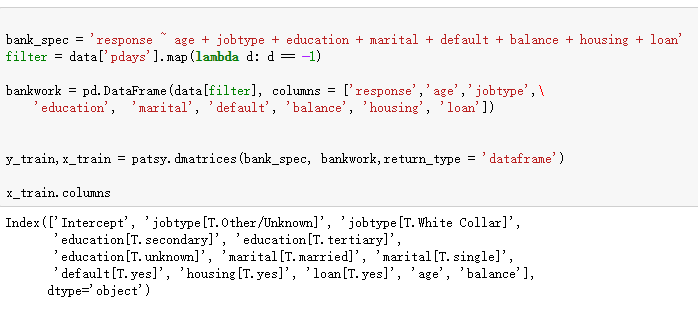 bank_spec = 'response ~ age + jobtype + education + marital + default + balance + housing + loan'
filter = data['pdays'].map(lambda d: d == -1)
bankwork = pd.DataFrame(data[filter], columns = ['response','age','jobtype',\
'education', 'marital', 'default', 'balance', 'housing', 'loan'])
y_train,x_train = patsy.dmatrices(bank_spec, bankwork,return_type = 'dataframe')
x_train.columns
Index(['Intercept', 'jobtype[T.Other/Unknown]', 'jobtype[T.White Collar]',
'education[T.secondary]', 'education[T.tertiary]',
'education[T.unknown]', 'marital[T.married]', 'marital[T.single]',
'default[T.yes]', 'housing[T.yes]', 'loan[T.yes]', 'age', 'balance'],
dtype='object')